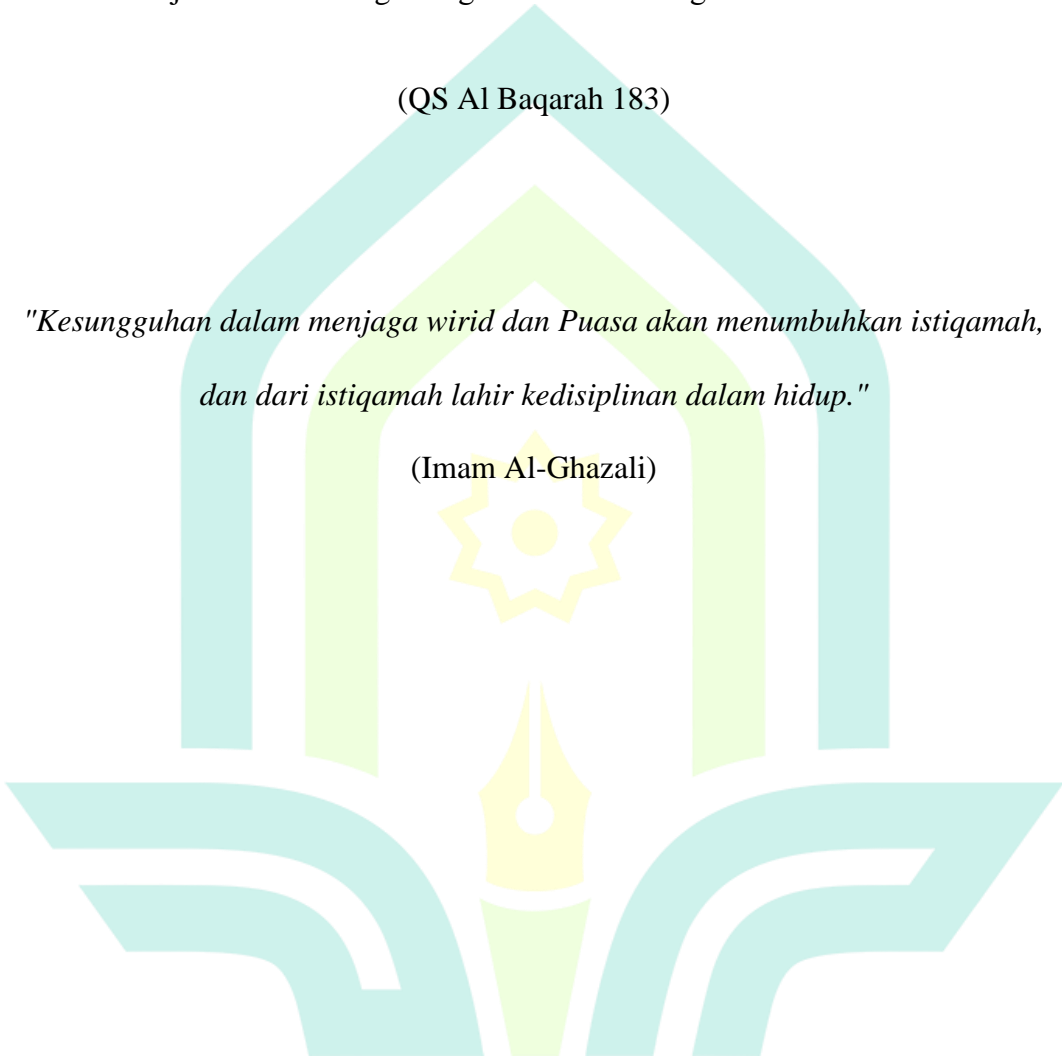 (QS Al Baqarah 183)
"Kesungguhan dalam menjaga wirid dan Puasa akan menumbuhkan istiqamah,
dan dari istiqamah lahir kedisiplinan dalam hidup."
(Imam Al-Ghazali)